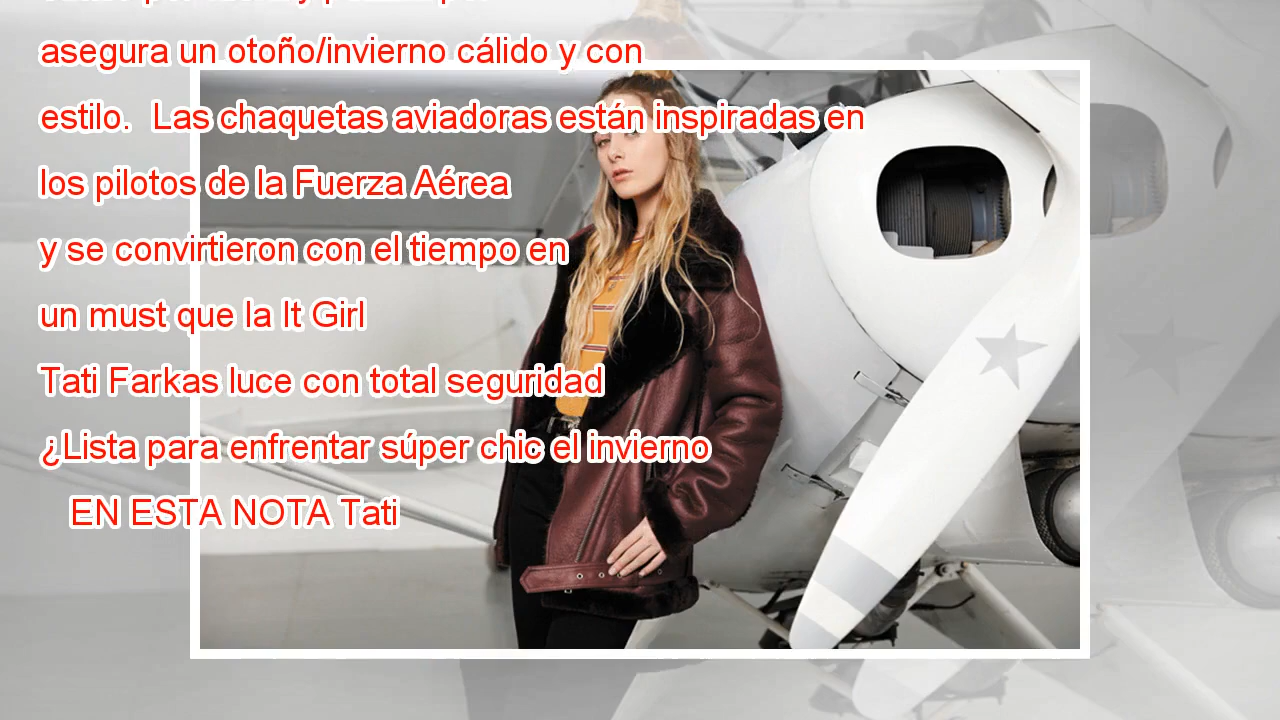 asegura un otoño/invierno cálido y con
estilo.  Las chaquetas aviadoras están inspiradas en
los pilotos de la Fuerza Aérea
y se convirtieron con el tiempo en
un must que la It Girl
Tati Farkas luce con total seguridad
¿Lista para enfrentar súper chic el invierno
EN ESTA NOTA Tati